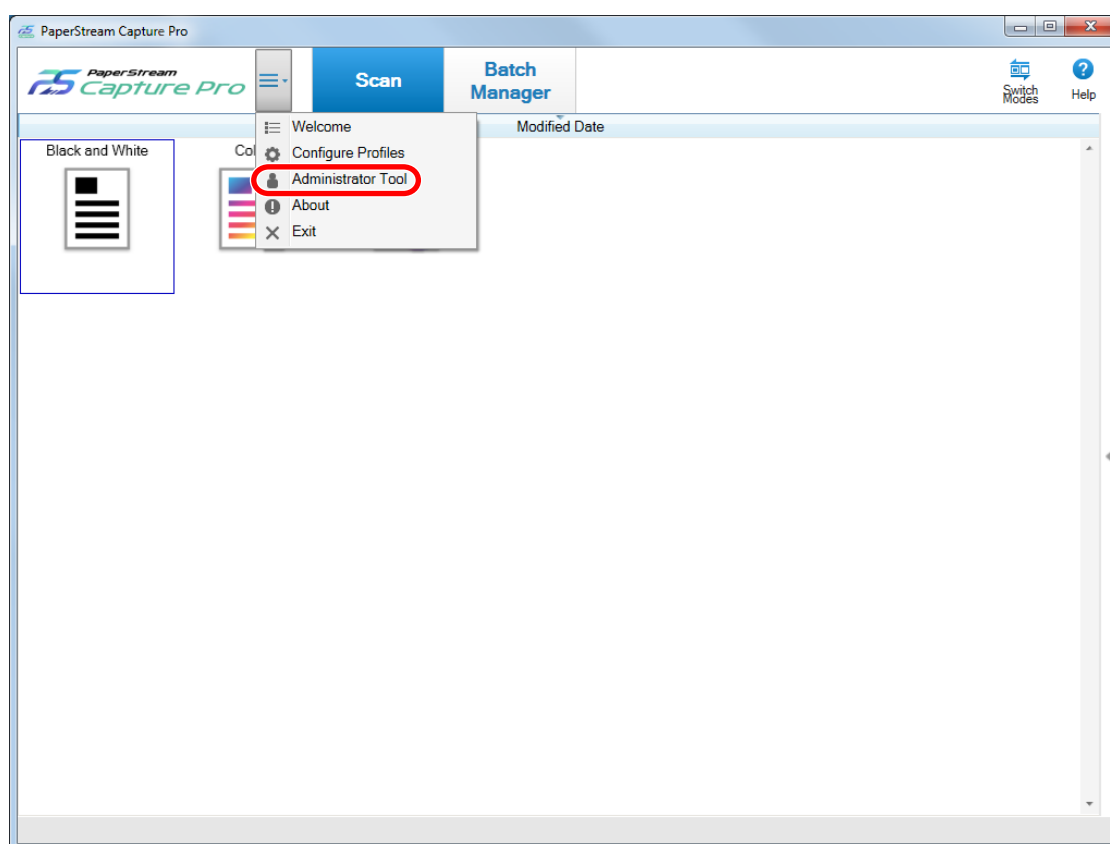 PaperStream Capture Pro
PaperStream
Capture Pro
Scan
Batch
Manager
Switch
Modes
Help
Modified Date
Welcome
Configure Profiles
Administrator Tool
About
Exit
Black and White
Col